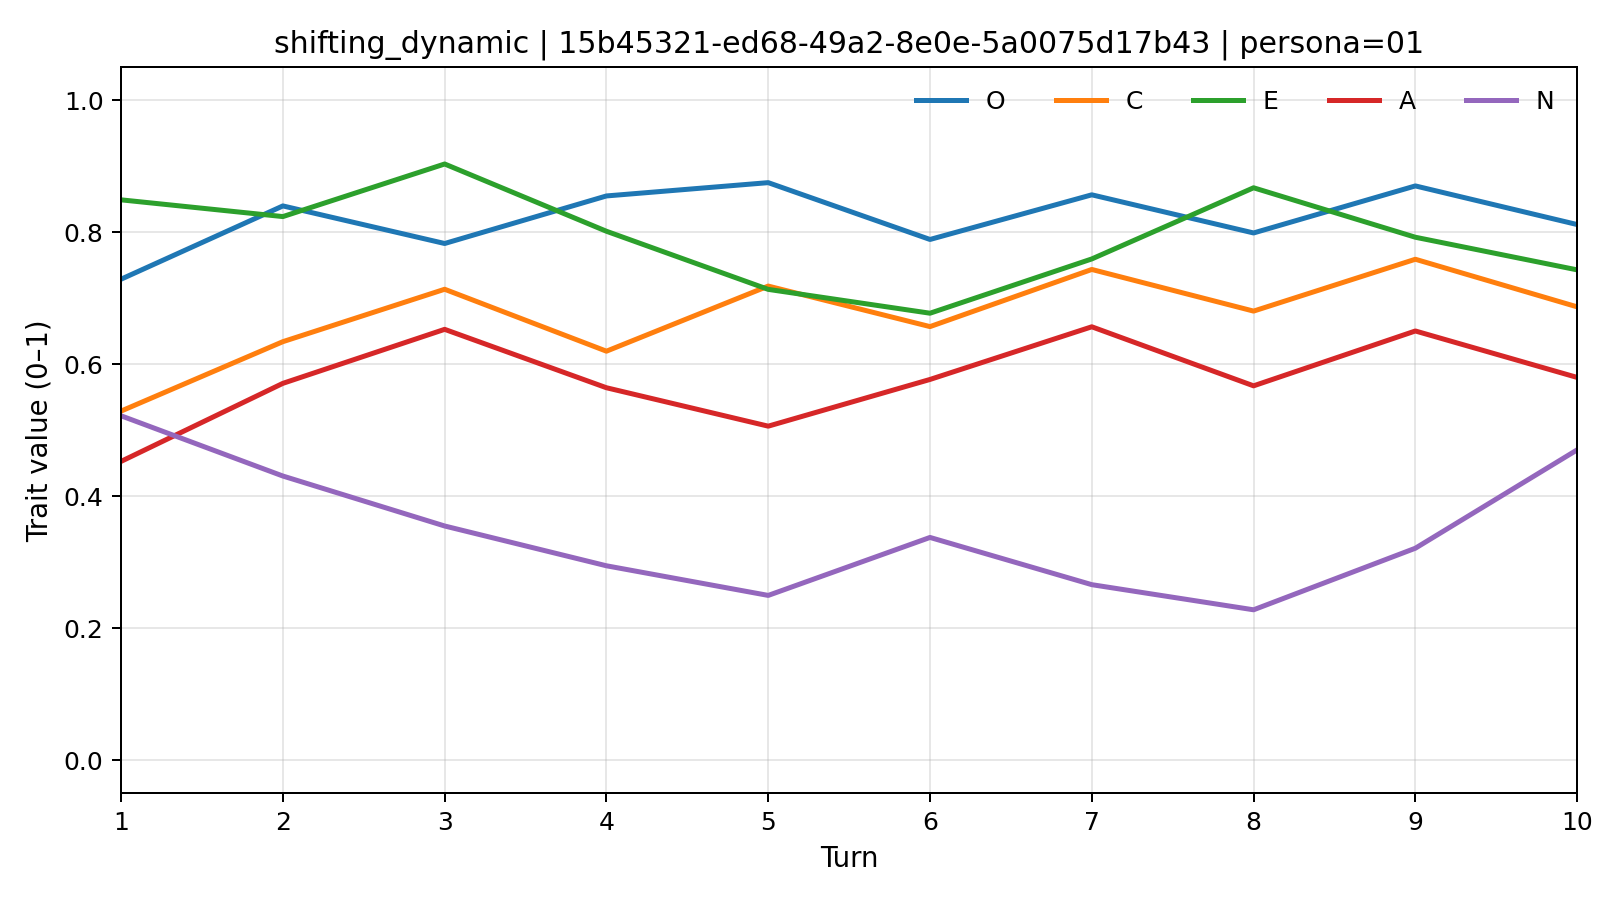 shifting_dynamic | 15b45321-ed68-49a2-8e0e-5a0075d17b43 | persona=01
O C E A N
Trait value (0–1)
1.0
0.8
0.6
0.4
0.2
0.0
1 2 3 4 5 6 7 8 9 10
Turn